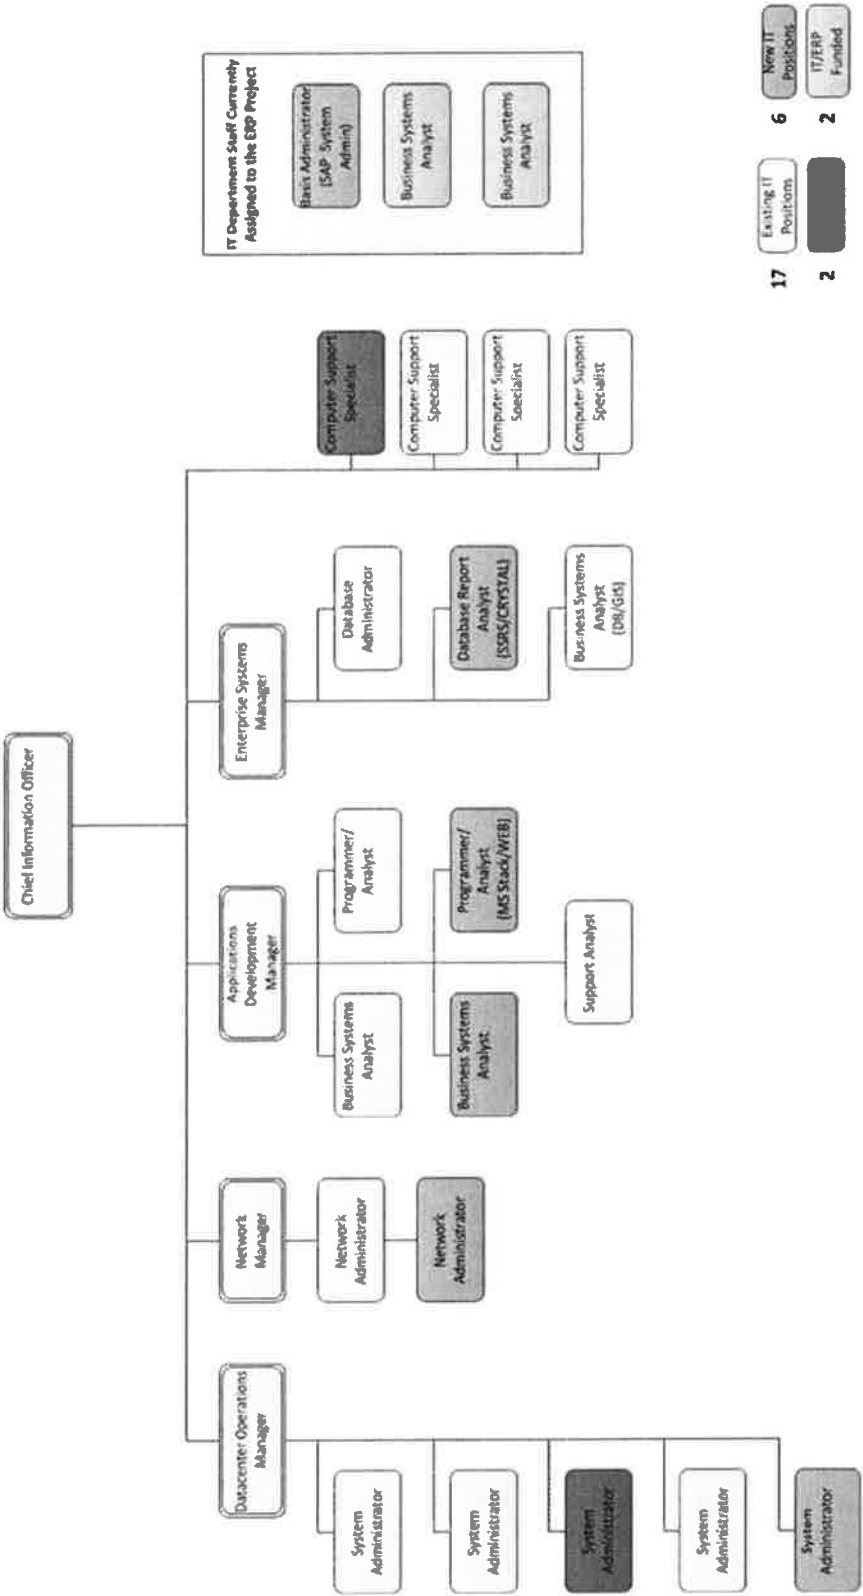 Chief Information Officer
Datacenter Operations
Manager
Network
Manager
Applications
Development
Manager
Enterprise Systems
Manager
System
Administrator
System
Administrator
System
Administrator
System
Administrator
System
Administrator
Network
Administrator
Network
Administrator
Business Systems
Analyst
Programmer/
Analyst
Business Systems
Analyst
Programmer/
Analyst
(MS Stack/WEB)
Support Analyst
Database
Administrator
Database Report
Analyst
(SSRS/CRYSTAL)
Business Systems
Analyst
(DB/GIS)
Computer Support
Specialist
Computer Support
Specialist
Computer Support
Specialist
Computer Support
Specialist
IT Department Staff Currently
Assigned to the ERP Project
Basis Administrator
(SAP System
Admin)
Business Systems
Analyst
Business Systems
Analyst
17
Existing IT
Positions
6
New IT
Positions
2
2
IT/ERP
Funded